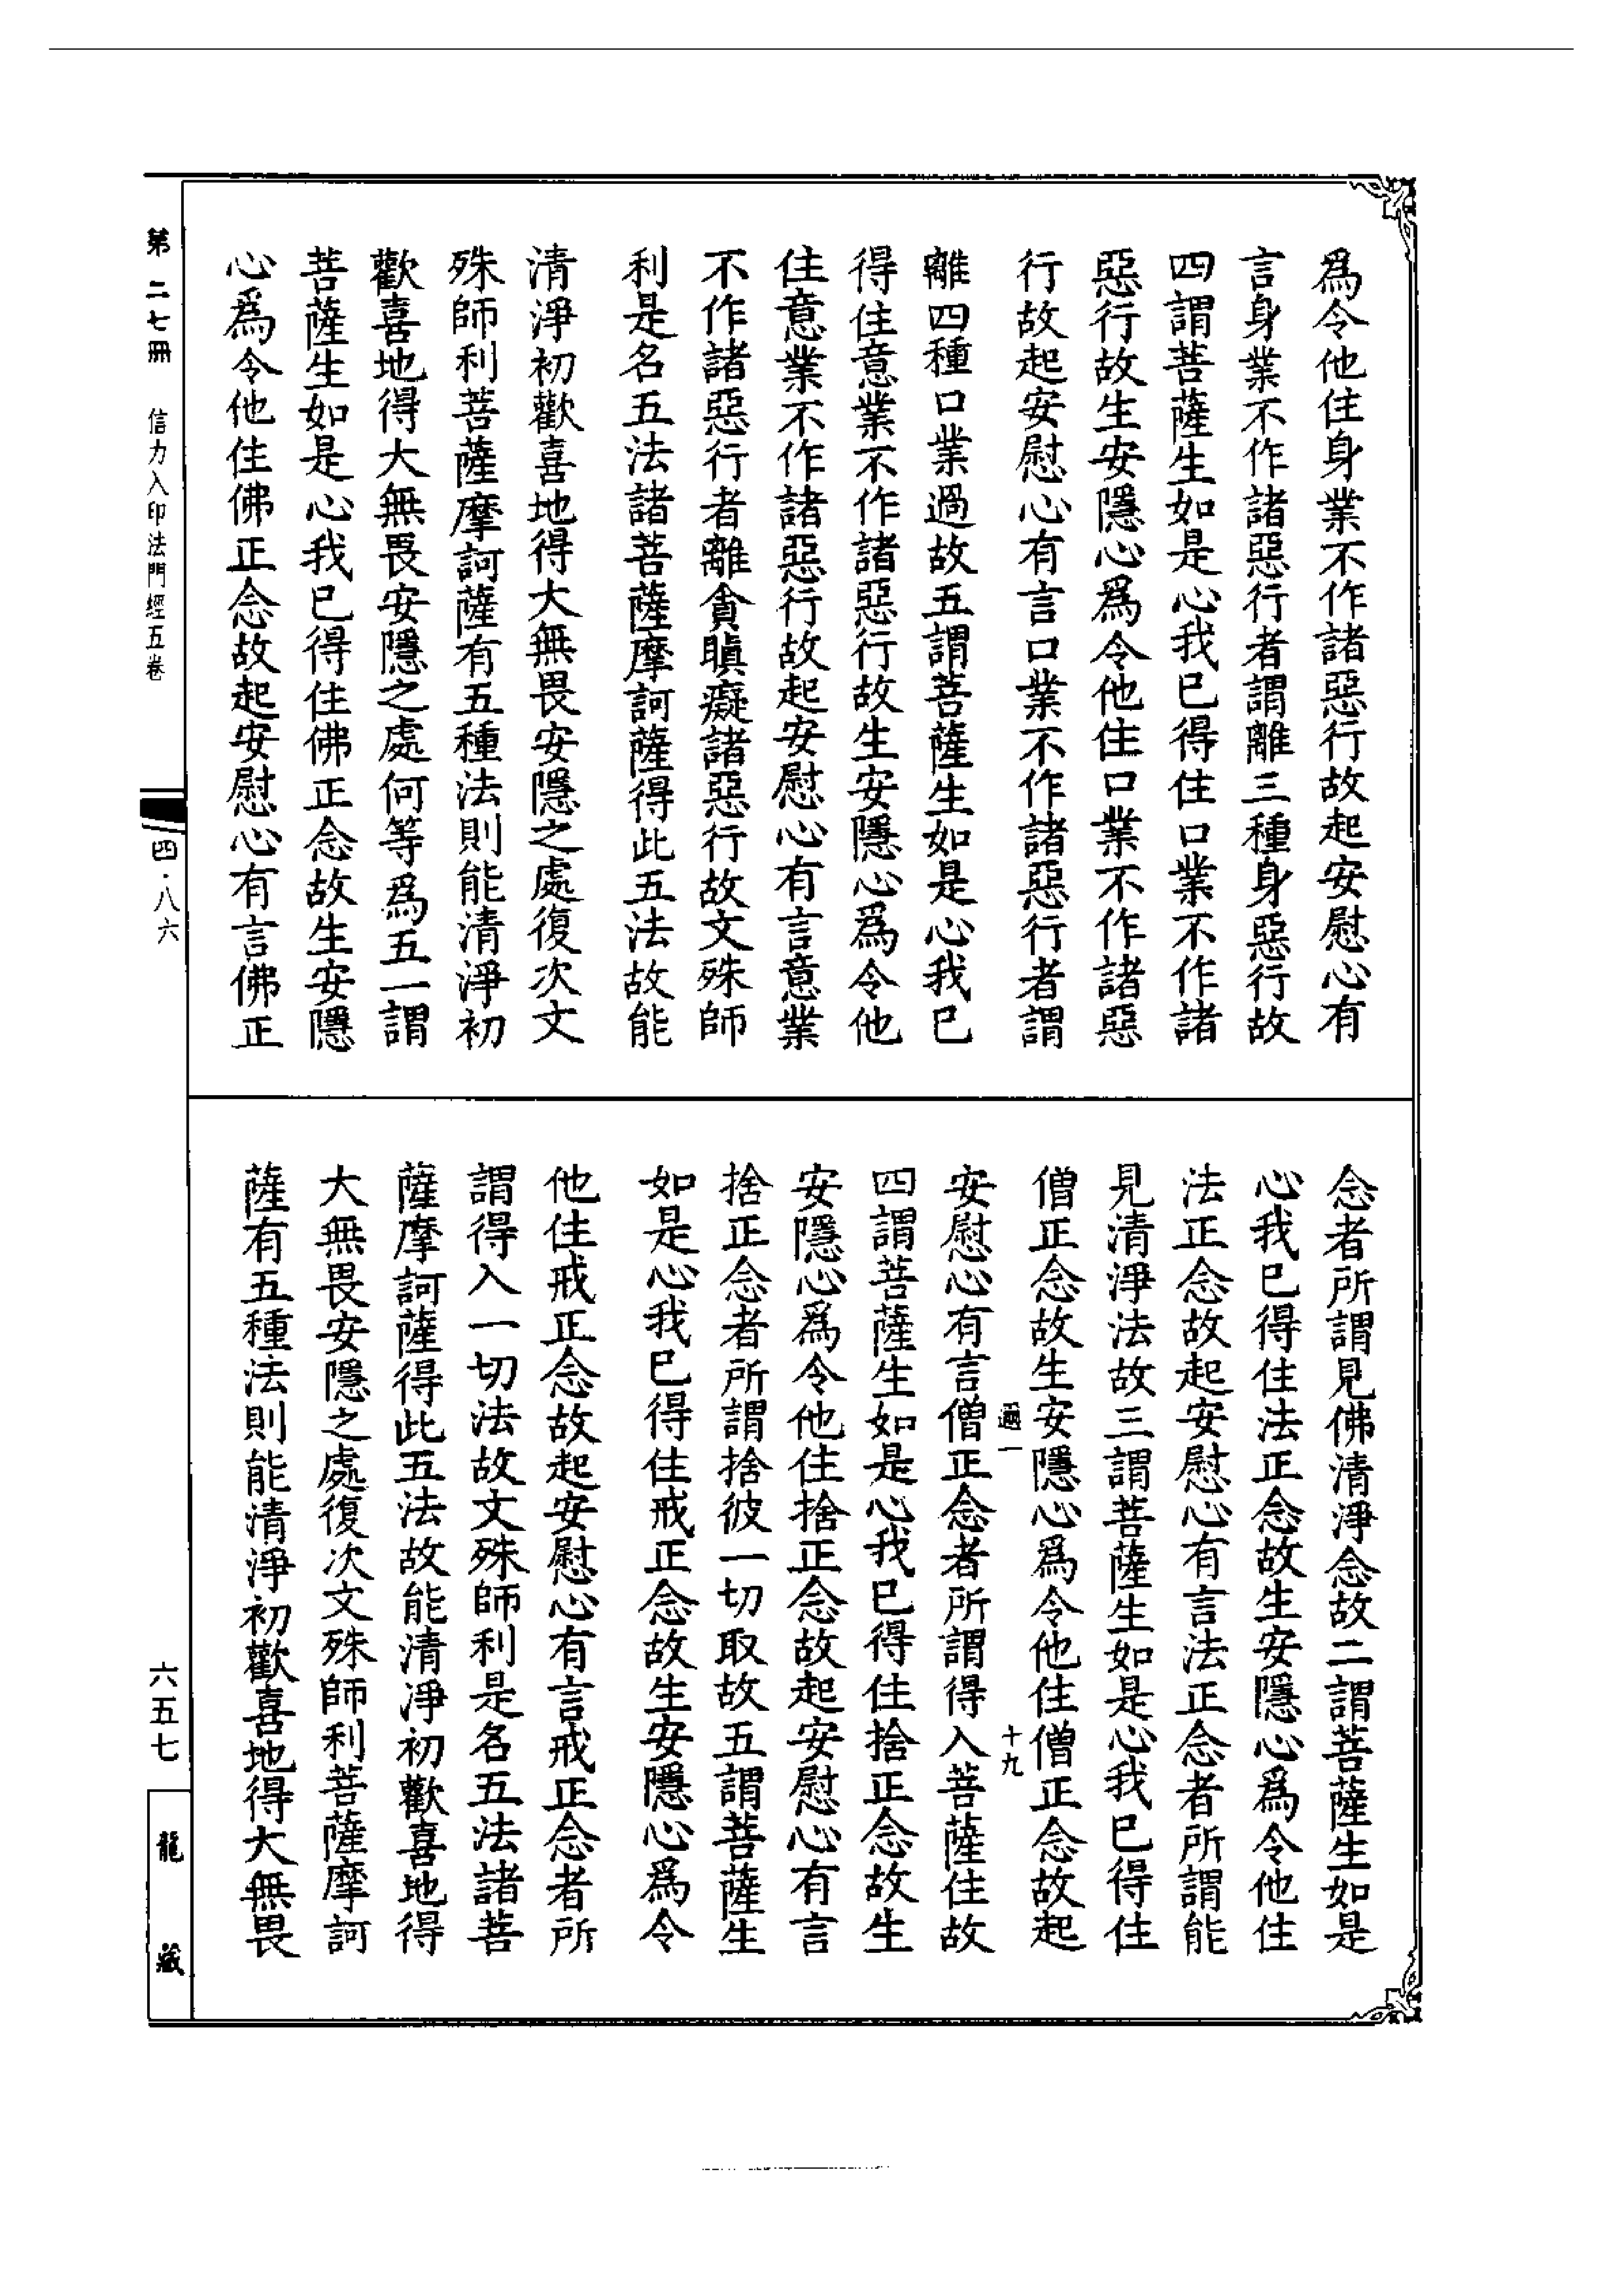 為令他住身業不作諸惡行故起安慰心有
言身業不作諸惡行者謂離三種身惡行故
四謂菩薩生如是心我已得住口業不作諸
惡行故生安隱心爲令他住口業不作諸惡
行故起安慰心有言口業不作諸惡行者謂
離四種口業過故五謂菩薩生如是心我已
得住意業不作諸惡行故生安隱心爲令他
住意業不作諸惡行故起安慰心有言意業
不作諸惡行者離貪瞋癡諸惡行故文殊師
利是名五法諸菩薩摩訶薩得此五法故能
清淨初歡喜地得大無畏安隱之處復次文
殊師利菩薩摩訶薩有五種法則能清淨初
歡喜地得大無畏安隱之處何等爲五一謂
菩薩生如是心我已得住佛正念故生安隱
心爲令他住佛正念故起安慰心有言佛正
念者所謂見佛清淨念故二謂菩薩生如是
心我已得住法正念故生安隱心爲令他住
法正念故起安慰心有言法正念者所謂能
見清淨法故三謂菩薩生如是心我已得住
僧正念故生安隱心爲令他住僧正念故起
十九
安慰心有言僧正念者所謂得入菩薩住故
四謂菩薩生如是心我已得住捨正念故生
安隱心爲令他住捨正念故起安慰心有言
捨正念者所謂捨彼一切取故五謂菩薩生
如是心我已得住戒正念故生安隱心爲令
他住戒正念故起安慰心有言戒正念者所
謂得入一切法故文殊師利是名五法諸菩
薩摩訶薩得此五法故能清淨初歡喜地得
大無畏安隱之處復次文殊師利菩薩摩訶
薩有五種法則能清淨初歡喜地得大無畏
第二七冊 信力入印法門經五卷
四·八六
六五七
龍藏